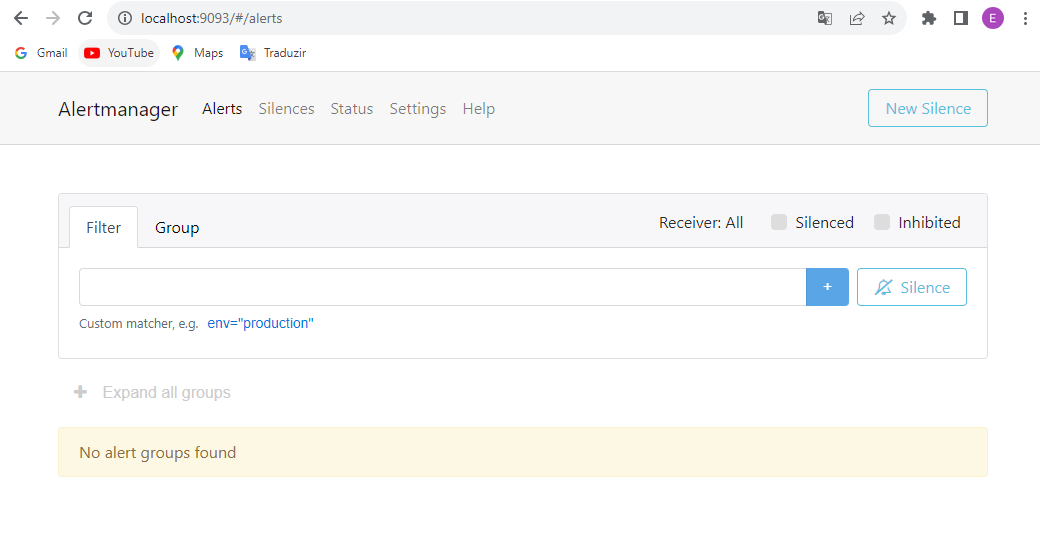 localhost:9093/#/alerts
E
Gmail YouTube Maps Traduzir
Alertmanager Alerts Silences Status Settings Help New Silence
Filter Group Receiver: All Silenced Inhibited
+ Silence
Custom matcher, e.g. env="production"
+ Expand all groups
No alert groups found